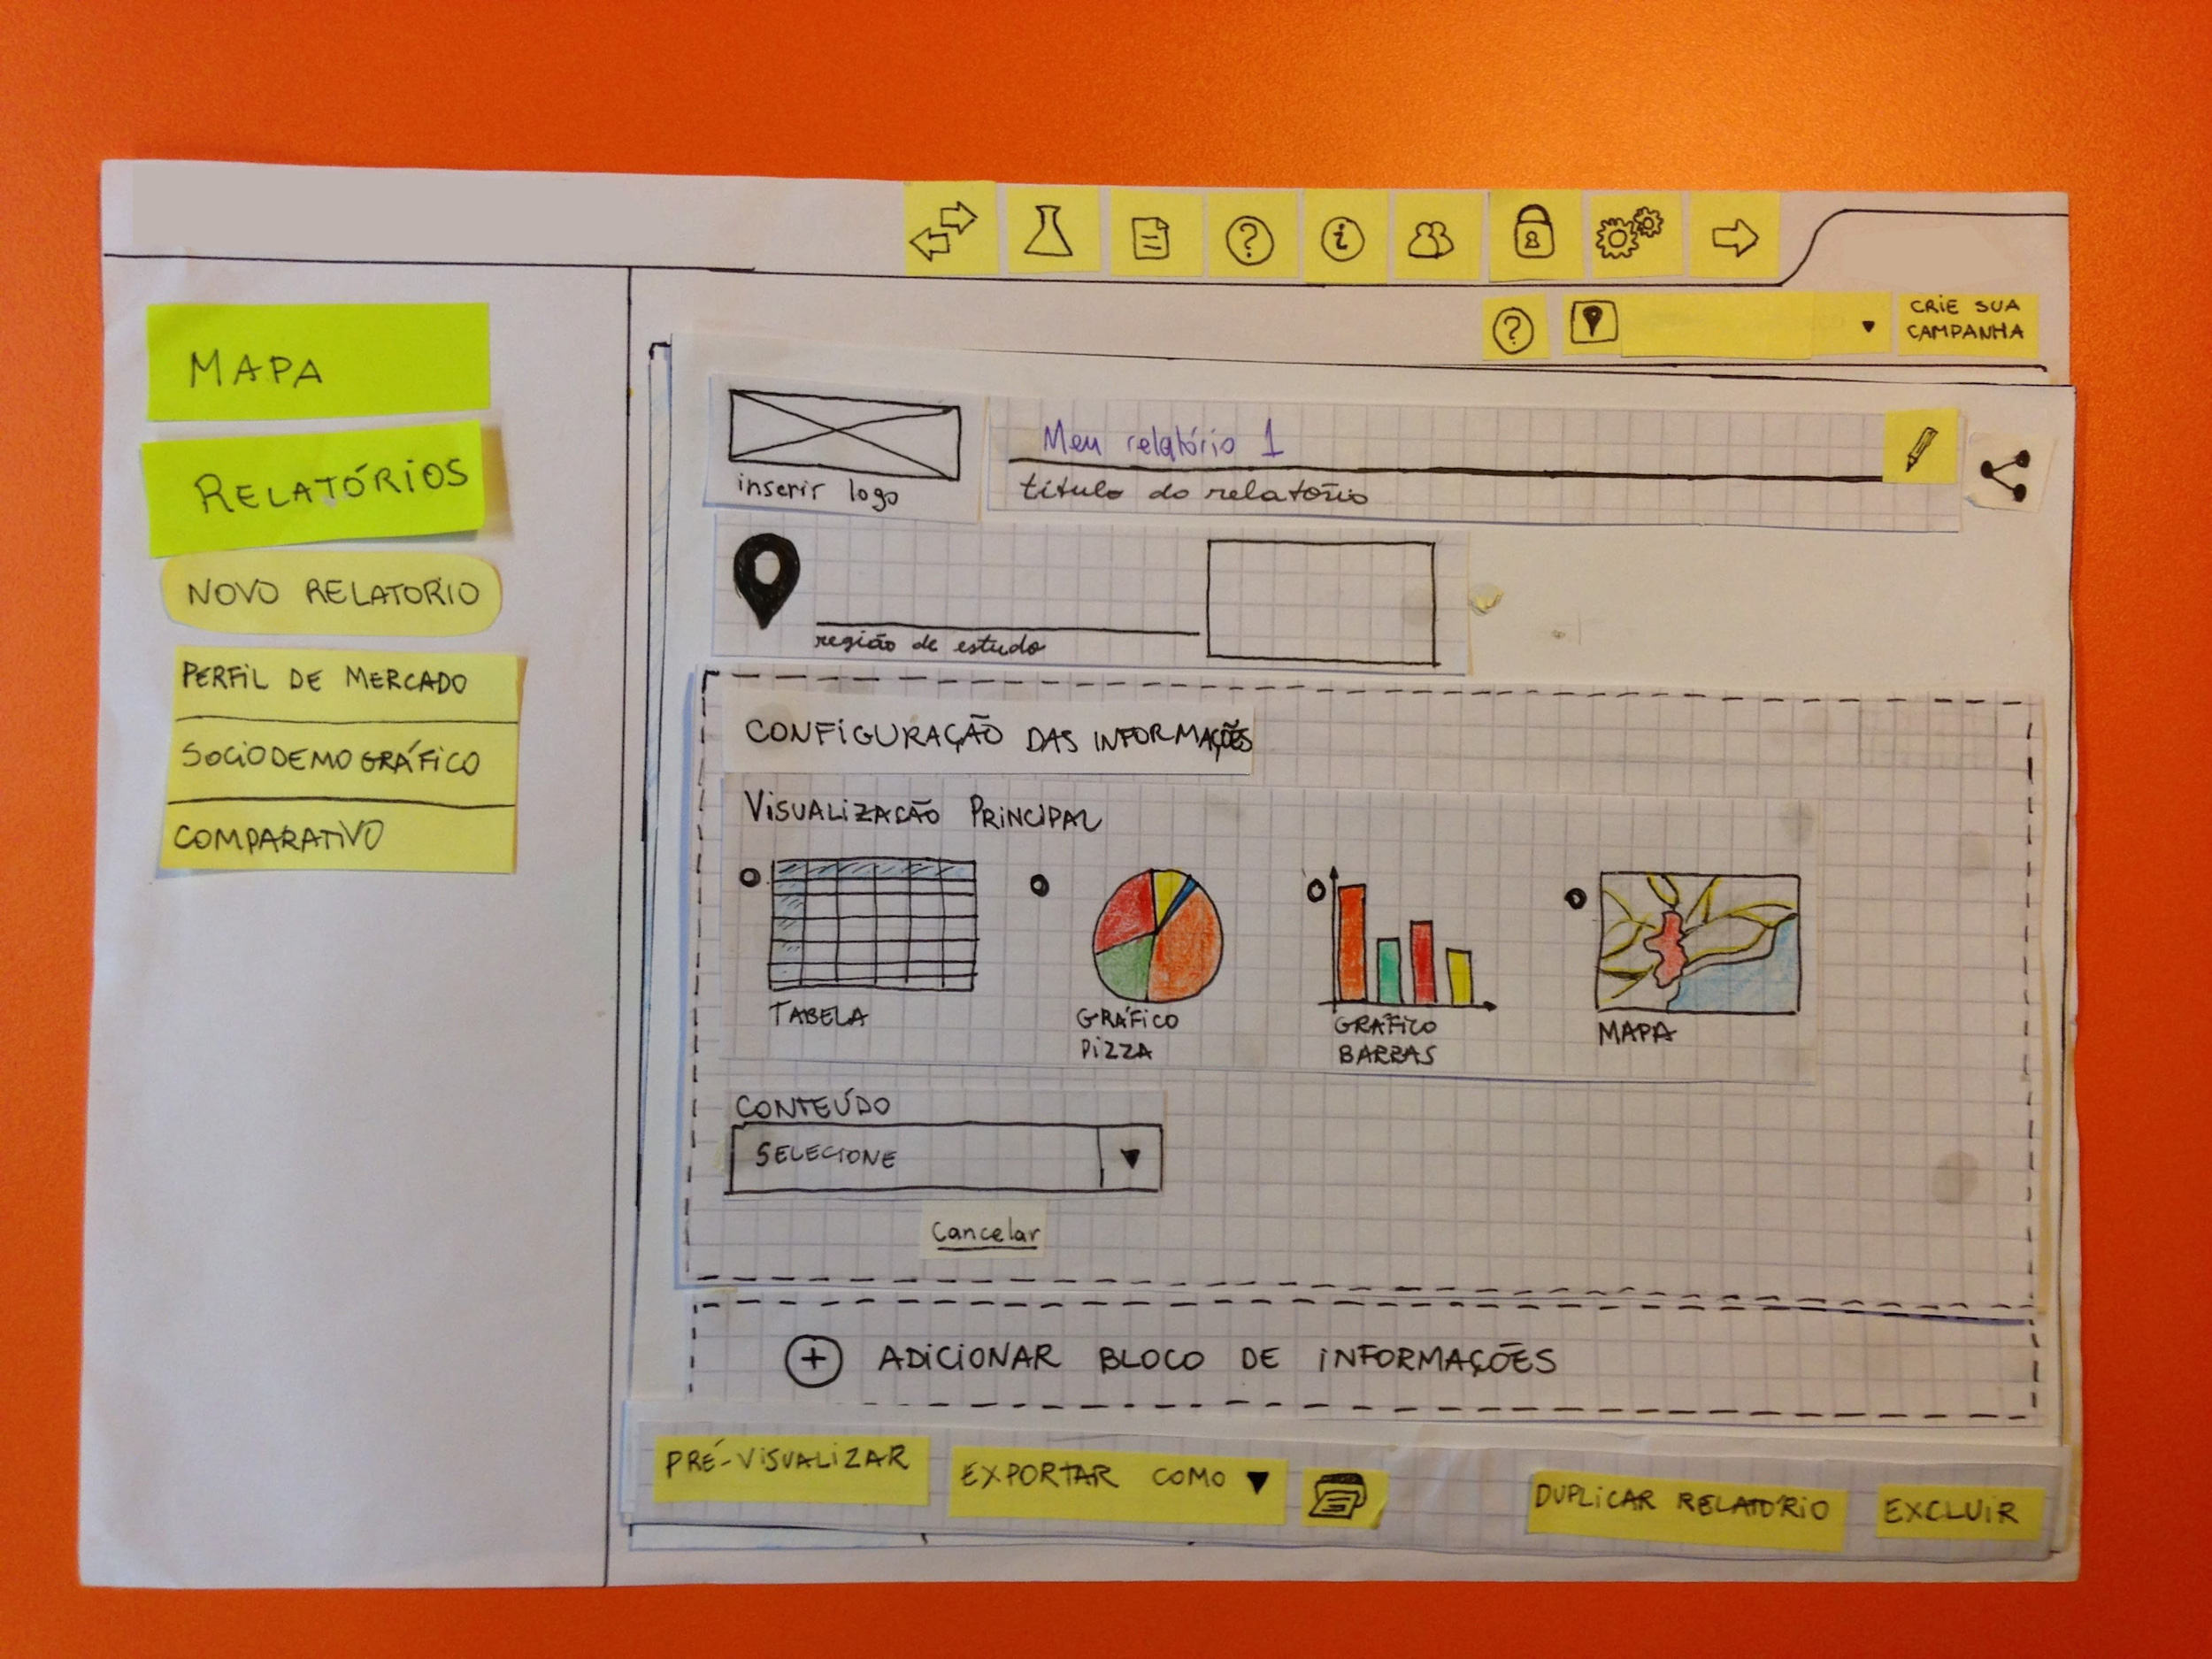 CRIE SUA
CAMPANHA
MAPA
RELATÓRIOS
NOVO RELATORIO
PERFIL DE MERCADO
SOCIODEMOGRÁFICO
COMPARATIVO
Meu relatório 1
inserir logo
título do relatório
região de estudo
CONFIGURAÇÃO DAS INFORMAÇÕES
VISUALIZAÇÃO PRINCIPAL
TABELA
GRÁFICO
PIZZA
GRÁFICO
BARRAS
MAPA
CONTEÚDO
SELECIONE
Cancelar
+ ADICIONAR BLOCO DE INFORMAÇÕES
PRÉ-VISUALIZAR
EXPORTAR COMO
DUPLICAR RELATÓRIO
EXCLUIR